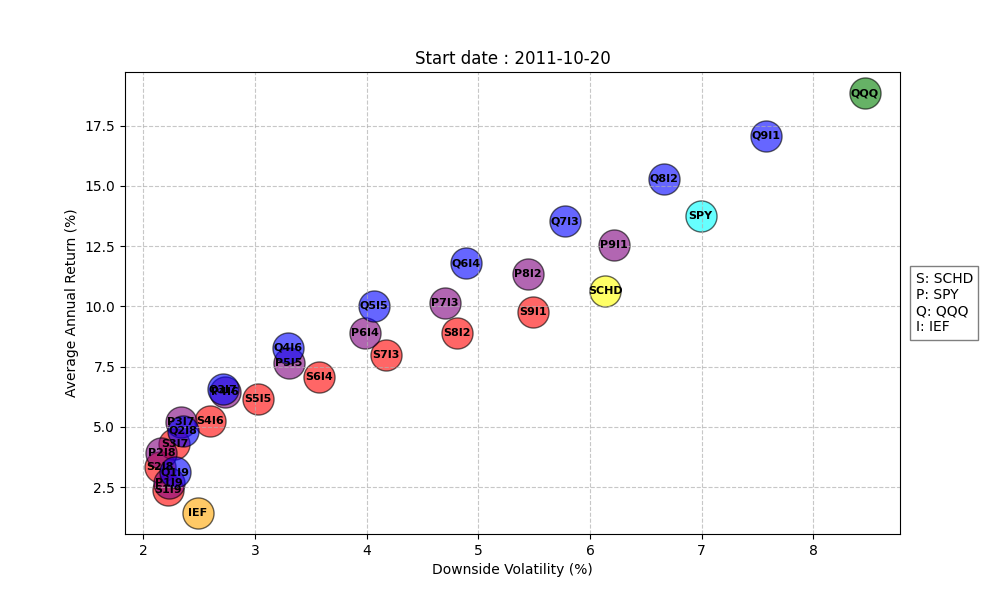 Start date : 2011-10-20
Average Annual Return (%)
17.5
15.0
12.5
10.0
7.5
5.0
2.5
QQQ
Q9I1
Q8I2
SPY
Q7I3
P9I1
Q6I4
P8I2
SCHD
Q5I5
P7I3
S9I1
P6I4
S8I2
Q4I6
S7I3
P5I5
S6I4
Q3I7
P4I6
S5I5
P3I7
S4I6
Q2I8
S3I7
P2I8
S2I8
Q1I9
P1I9
S1I9
IEF
2 3 4 5 6 7 8
Downside Volatility (%)
S: SCHD
P: SPY
Q: QQQ
I: IEF